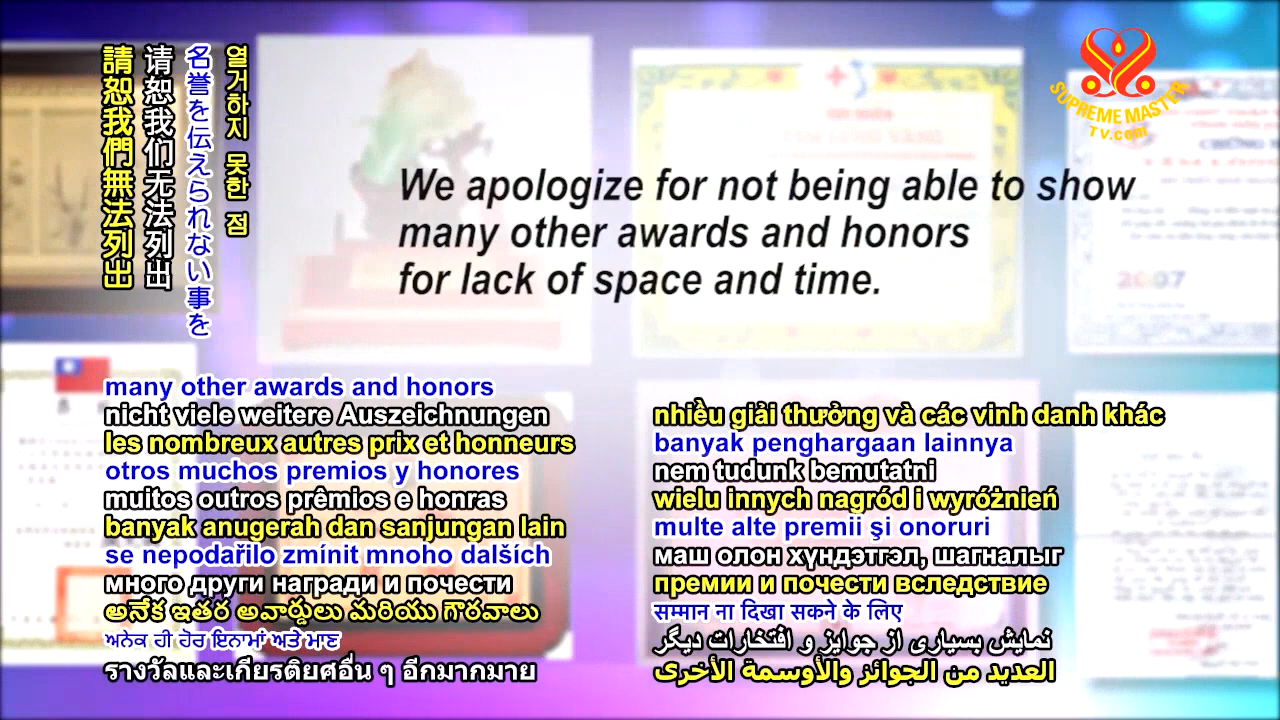 請恕我們無法列出
请恕我们无法列出
名誉を伝えられない事を
열거하지 못한 점
SUPREME MASTER
TV.com
We apologize for not being able to show
many other awards and honors
for lack of space and time.
2007
many other awards and honors
nicht viele weitere Auszeichnungen
les nombreux autres prix et honneurs
otros muchos premios y honores
muitos outros prêmios e honras
banyak anugerah dan sanjungan lain
se nepodařilo zmínit mnoho dalších
много други награди и почести
అనేక ఇతర అవార్డులు మరియు గౌరవాలు
ਅਨੇਕ ਹੀ ਹੋਰ ਇਨਾਮਾਂ ਅਤੇ ਮਾਣ
รางวัลและเกียรติยศอื่น ๆ อีกมากมาย
nhiều giải thưởng và các vinh danh khác
banyak penghargaan lainnya
nem tudunk bemutatni
wielu innych nagród i wyróżnień
multe alte premii şi onoruri
маш олон хүндэтгэл, шагналыг
премии и почести вследствие
सम्मान ना दिखा सकने के लिए
نمایش بسیاری از جوایز و افتخارات دیگر
العديد من الجوائز والأوسمة الأخرى